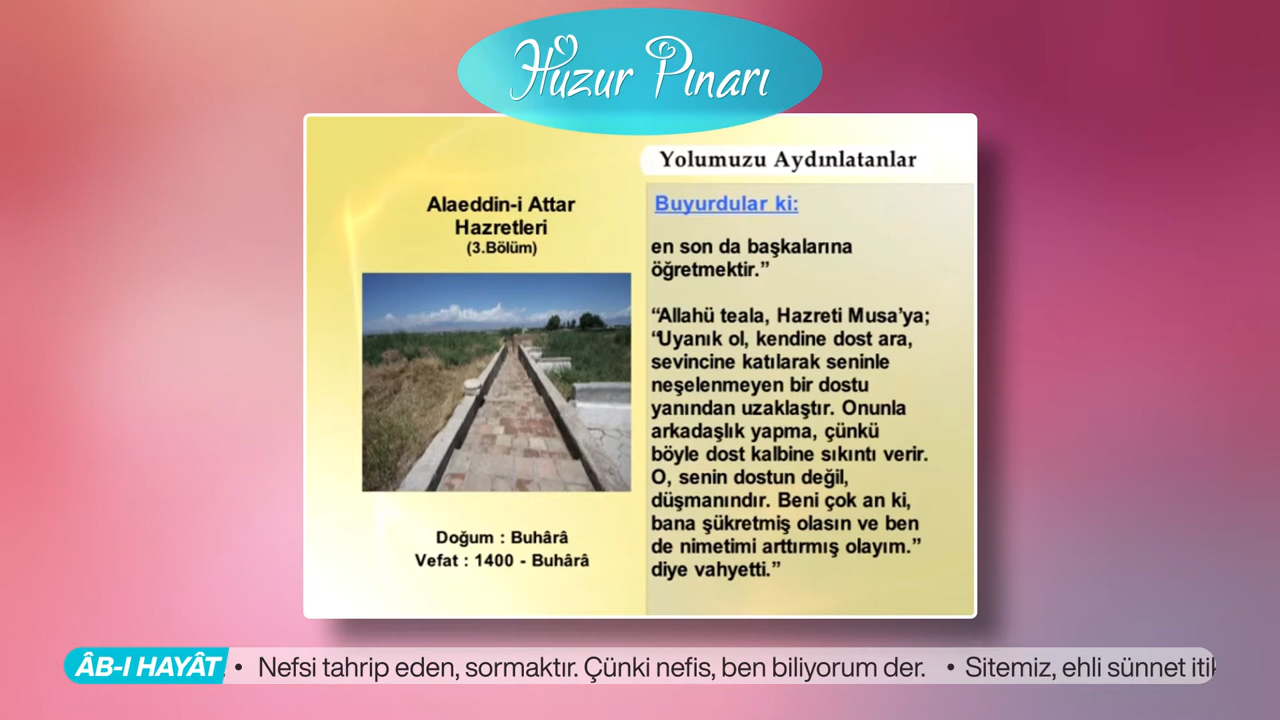 Huzur Pınarı
Yolumuzu Aydınlatanlar
Alaeddin-i Attar
Hazretleri
(3.Bölüm)
Doğum : Buhârâ
Vefat : 1400 - Buhârâ
Buyurdular ki:
en son da başkalarına
öğretmektir.”
“Allahü teala, Hazreti Musa’ya;
“Uyanık ol, kendine dost ara,
sevincine katılarak seninle
neşelenmeyen bir dostu
yanından uzaklaştır. Onunla
arkadaşlık yapma, çünkü
böyle dost kalbine sıkıntı verir.
O, senin dostun değil,
düşmanındır. Beni çok an ki,
bana şükretmiş olasın ve ben
de nimetimi arttırmış olayım.”
diye vahyetti.”
ÂB-I HAYÂT • Nefsi tahrip eden, sormaktır. Çünki nefis, ben biliyorum der. • Sitemiz, ehli sünnet